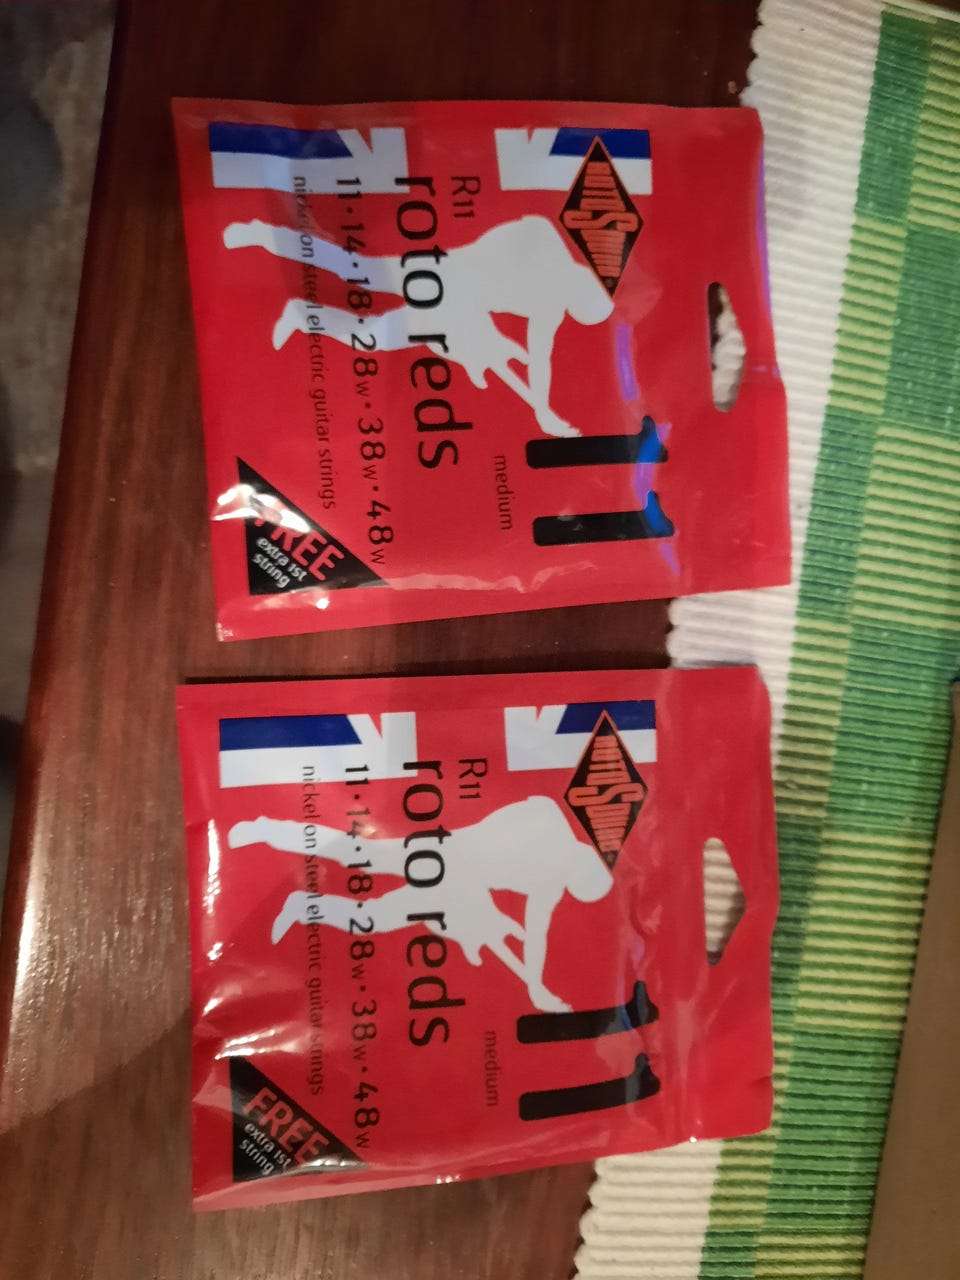 ROTOSOUND
11
medium
R11
roto reds
11·14·18·28w·38w·48w
nickel on steel electric guitar strings
FREE
extra 1st
string
ROTOSOUND
11
medium
R11
roto reds
11·14·18·28w·38w·48w
nickel on steel electric guitar strings
FREE
extra 1st
string